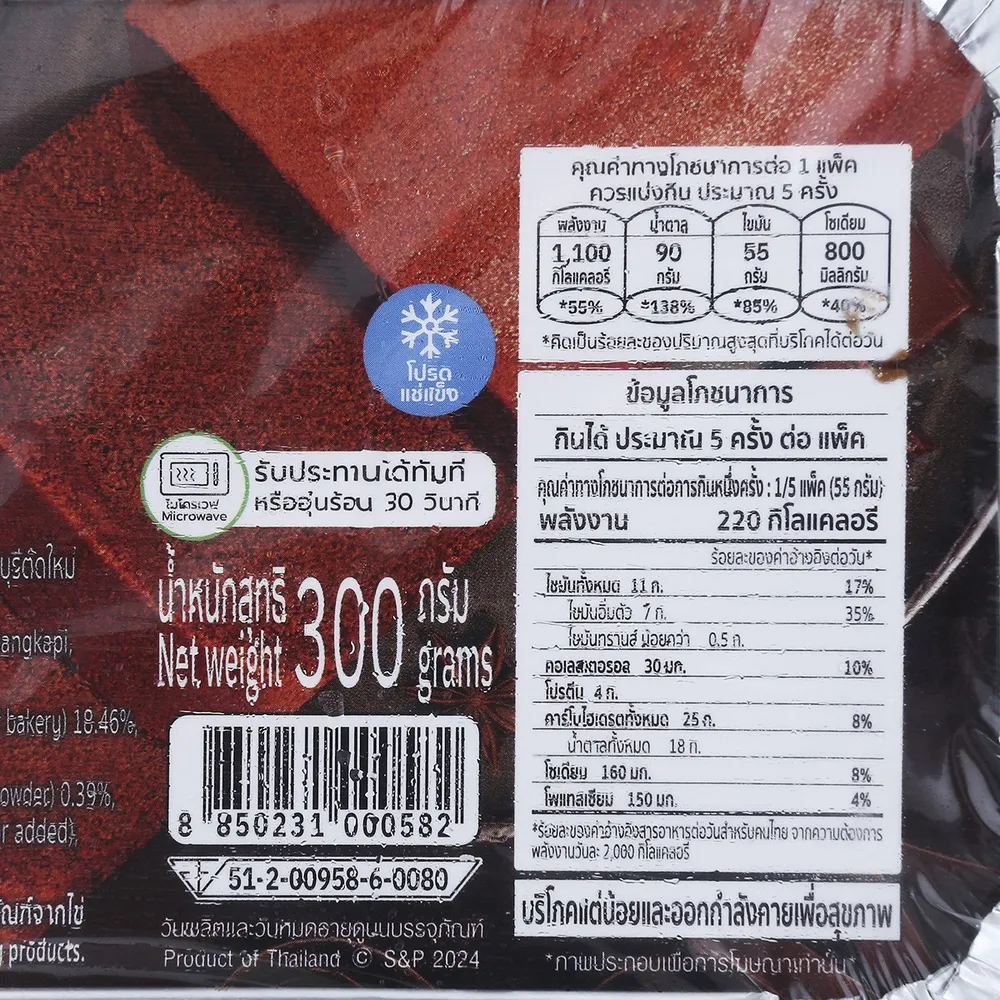 คุณค่าทางโภชนาการต่อ 1 แพ็ค
ควรแบ่งกิน ประมาณ 5 ครั้ง
พลังงาน น้ำตาล ไขมัน โซเดียม
1,100 90 55 800
กิโลแคลอรี กรัม กรัม มิลลิกรัม
*55% *138% *85% *40%
*คิดเป็นร้อยละของปริมาณสูงสุดที่บริโภคได้ต่อวัน
โปรด
แช่แข็ง
ข้อมูลโภชนาการ
กินได้ ประมาณ 5 ครั้ง ต่อ แพ็ค
คุณค่าทางโภชนาการต่อการกินหนึ่งครั้ง : 1/5 แพ็ค (55 กรัม)
พลังงาน 220 กิโลแคลอรี
ร้อยละของค่าอ้างอิงต่อวัน*
ไขมันทั้งหมด 11 ก. 17%
ไขมันอิ่มตัว 7 ก. 35%
ไขมันทรานส์ น้อยกว่า 0.5 ก.
คอเลสเตอรอล 30 มก. 10%
โปรตีน 4 ก.
คาร์โบไฮเดรตทั้งหมด 25 ก. 8%
น้ำตาลทั้งหมด 18 ก.
โซเดียม 160 มก. 8%
โพแทสเซียม 150 มก. 4%
*ร้อยละของค่าอ้างอิงสารอาหารต่อวันสำหรับคนไทย จากความต้องการ
พลังงานวันละ 2,000 กิโลแคลอรี
บริโภคแต่น้อยและออกกำลังกายเพื่อสุขภาพ
*ภาพประกอบเพื่อการโฆษณาเท่านั้น*
ไมโครเวฟ
Microwave
รับประทานได้ทันที
หรืออุ่นร้อน 30 วินาที
น้ำหนักสุทธิ 300 กรัม
Net weight grams
8 850231 000582
51-2-00958-6-0080
วันผลิตและวันหมดอายุดูบนบรรจุภัณฑ์
Product of Thailand © S&P 2024
บุรีตัดใหม่
angkapi,
bakery) 18.46%,
owder) 0.39%,
r added),
ัณฑ์จากไข่
products.